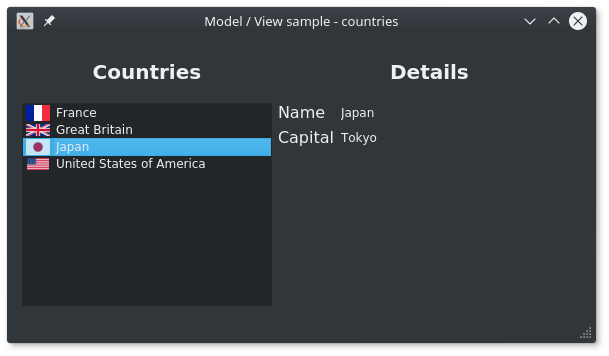 Model / View sample - countries
Countries
France
Great Britain
Japan
United States of America
Details
Name Japan
Capital Tokyo